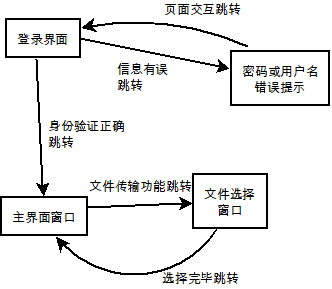 页面交互跳转
登录界面
信息有误
跳转
密码或用户名
错误提示
身份验证正确
跳转
文件传输功能跳转
主界面窗口
文件选择
窗口
选择完毕跳转